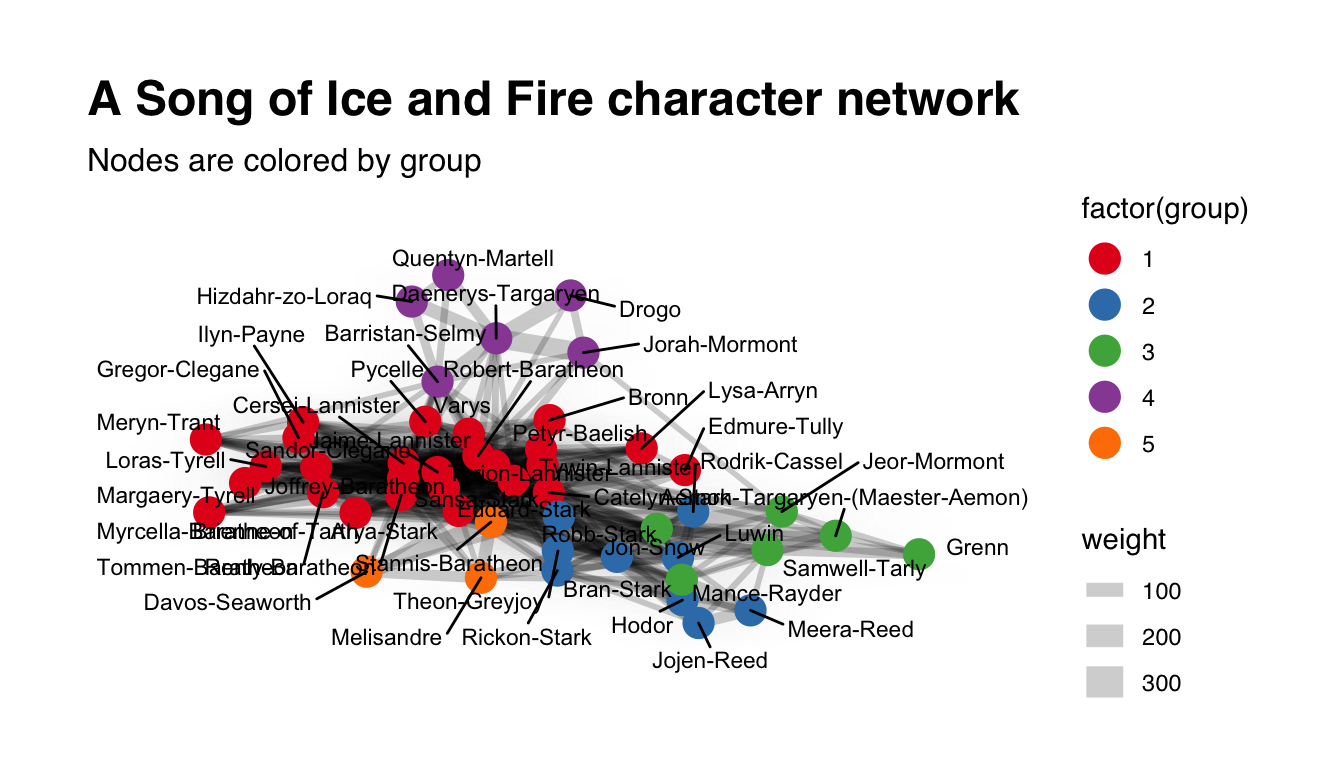 A Song of Ice and Fire character network
Nodes are colored by group
Quentyn-Martell
Hizdahr-zo-Loraq
Daenerys-Targaryen
Drogo
Ilyn-Payne
Barristan-Selmy
Jorah-Mormont
Gregor-Clegane
Pycelle
Robert-Baratheon
Lysa-Arryn
Bronn
Cersei-Lannister
Varys
Meryn-Trant
Edmure-Tully
Petyr-Baelish
Jaime-Lannister
Sandor-Clegane
Loras-Tyrell
Rodrik-Cassel
Jeor-Mormont
Tywin-Lannister
Tyrion-Lannister
Joffrey-Baratheon
Margaery-Tyrell
Sansa-Stark
Catelyn-Stark
Aemon-Targaryen-(Maester-Aemon)
Eddard-Stark
Myrcella-Baratheon
Brienne-of-Tarth
Arya-Stark
Robb-Stark
Luwin
Jon-Snow
Grenn
Tommen-Baratheon
Renly-Baratheon
Stannis-Baratheon
Samwell-Tarly
Bran-Stark
Mance-Rayder
Davos-Seaworth
Theon-Greyjoy
Hodor
Meera-Reed
Melisandre
Rickon-Stark
Jojen-Reed
factor(group)
1
2
3
4
5
weight
100
200
300